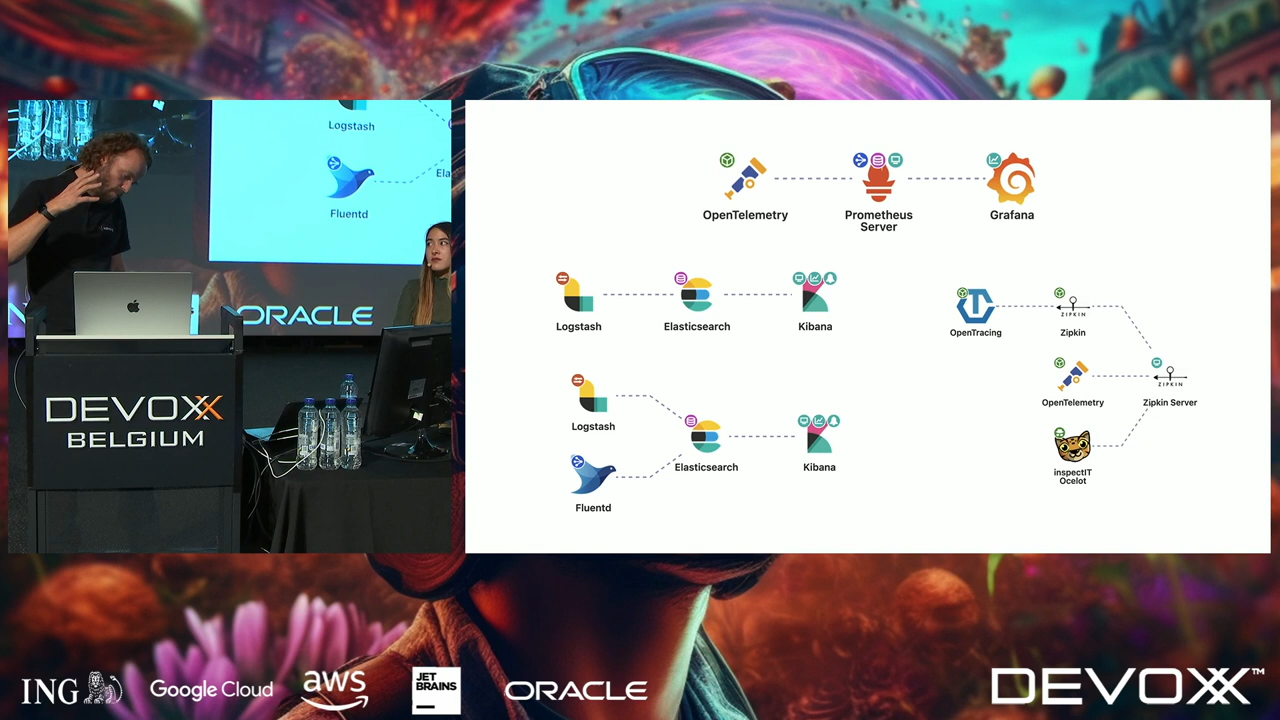 Logstash
Fluentd
Ela
ORACLE
DEVOXX
BELGIUM
OpenTelemetry
Prometheus
Server
Grafana
Logstash
Elasticsearch
Kibana
OpenTracing
ZIPKIN
Zipkin
OpenTelemetry
ZIPKIN
Zipkin Server
inspectIT
Ocelot
Logstash
Elasticsearch
Kibana
Fluentd
ING
Google Cloud
aws
JET
BRAINS
ORACLE
DEVOXX™